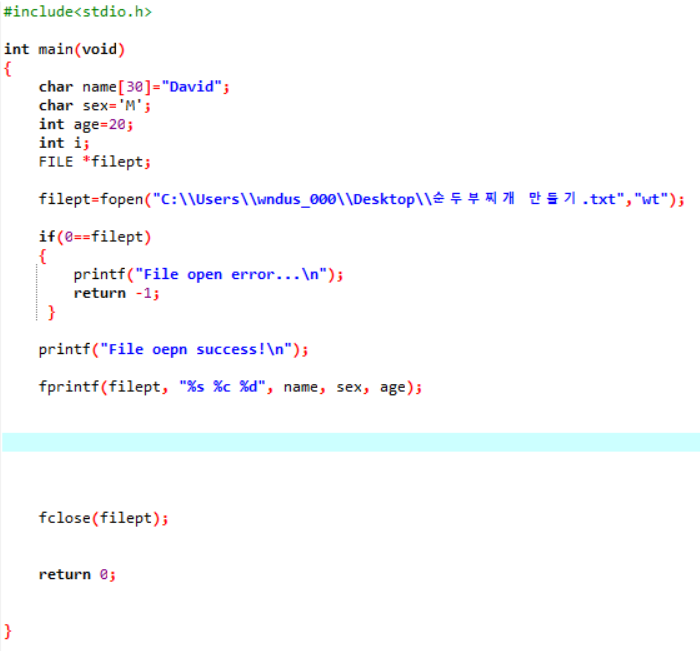 #include<stdio.h>
int main(void)
{
char name[30]="David";
char sex='M';
int age=20;
int i;
FILE *filept;
filept=fopen("C:\\Users\\wndus_000\\Desktop\\순두부찌개 만들기.txt","wt");
if(0==filept)
{
printf("File open error...\n");
return -1;
}
printf("File oepn success!\n");
fprintf(filept, "%s %c %d", name, sex, age);
fclose(filept);
return 0;
}